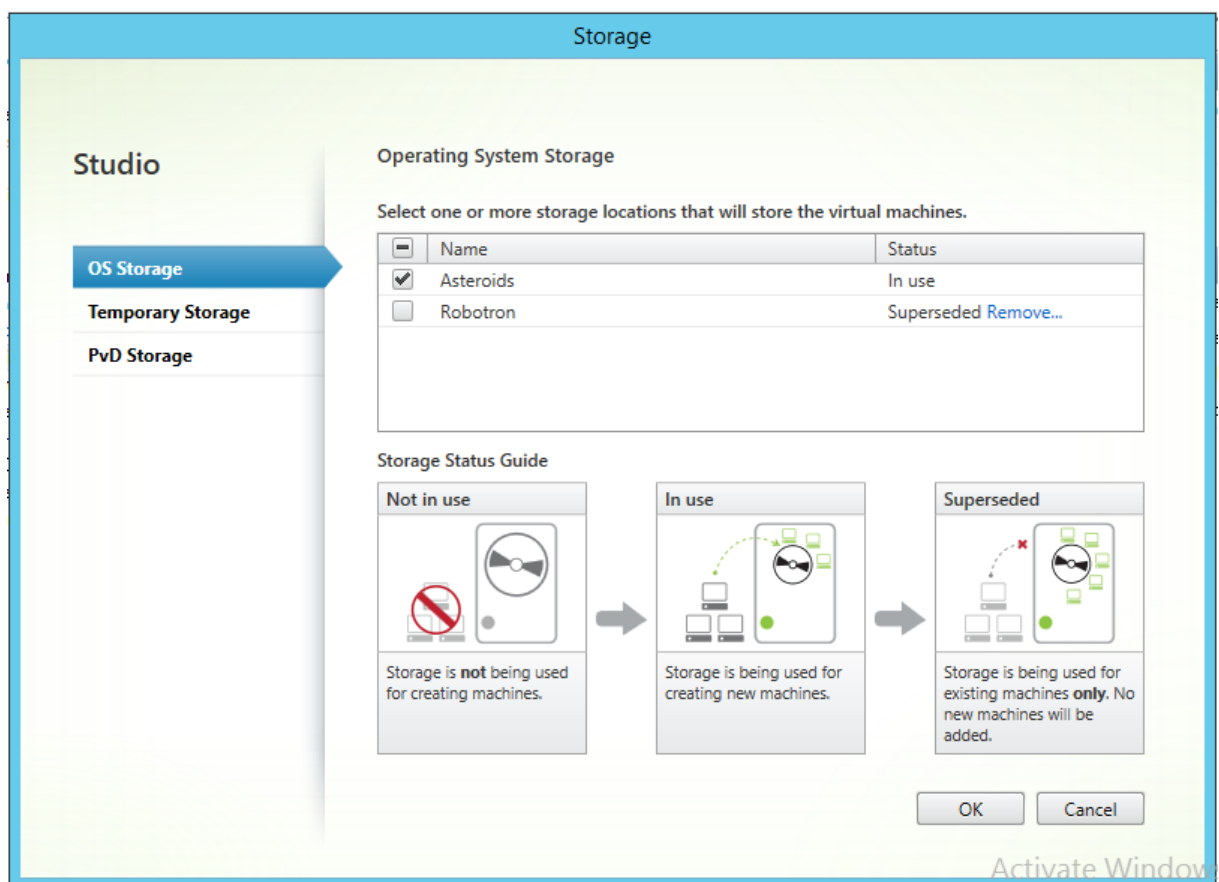 Storage
Studio
OS Storage
Temporary Storage
PvD Storage
Operating System Storage
Select one or more storage locations that will store the virtual machines.
Name Status
Asteroids In use
Robotron Superseded Remove...
Storage Status Guide
Not in use
Storage is not being used
for creating machines.
In use
Storage is being used for
creating new machines.
Superseded
Storage is being used for
existing machines only. No
new machines will be
added.
OK Cancel
Activate Window